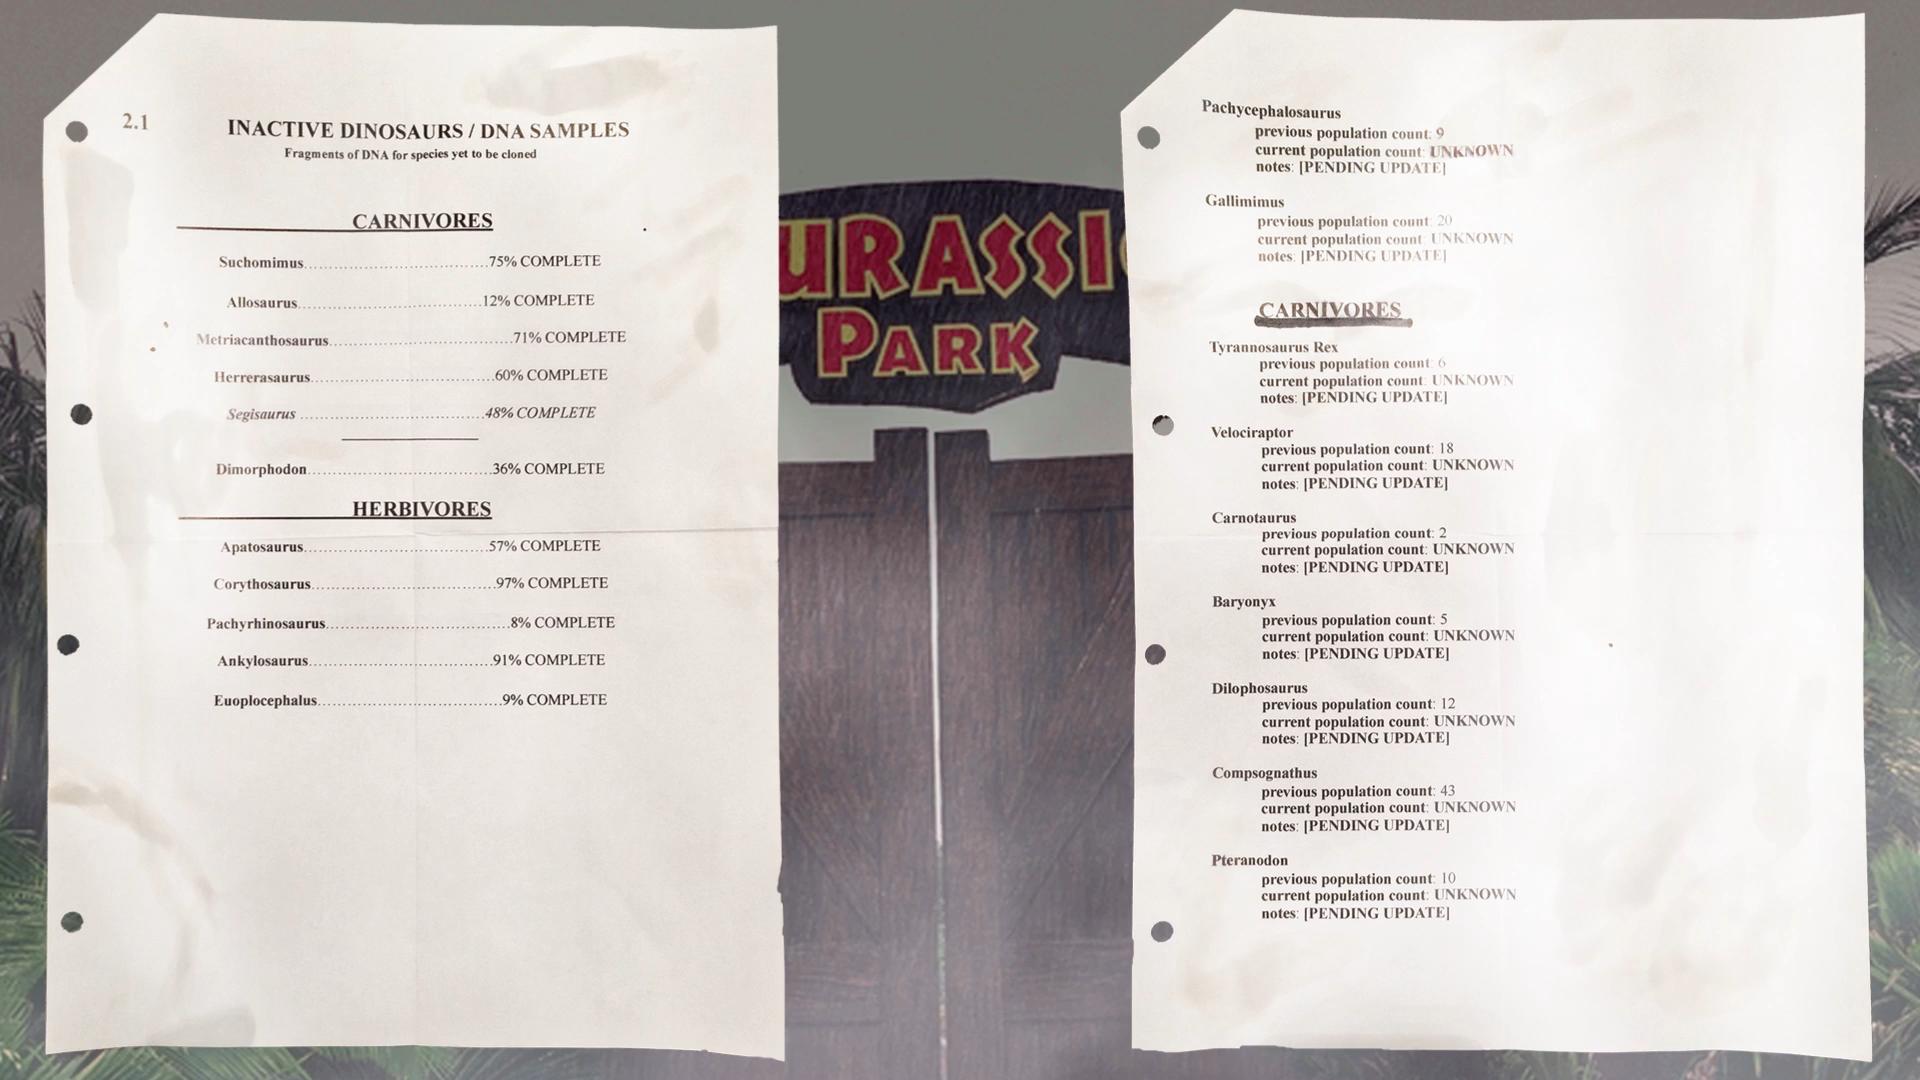 2.1
INACTIVE DINOSAURS / DNA SAMPLES
Fragments of DNA for species yet to be cloned
CARNIVORES
Suchomimus..............................................75% COMPLETE
Allosaurus..............................................12% COMPLETE
Metriacanthosaurus..............................................71% COMPLETE
Herrerasaurus..............................................60% COMPLETE
Segisaurus ..............................................48% COMPLETE
Dimorphodon..............................................36% COMPLETE
HERBIVORES
Apatosaurus..............................................57% COMPLETE
Corythosaurus..............................................97% COMPLETE
Pachyrhinosaurus..............................................8% COMPLETE
Ankylosaurus..............................................91% COMPLETE
Euoplocephalus..............................................9% COMPLETE
URASSI
PARK
Pachycephalosaurus
previous population count: 9
current population count: UNKNOWN
notes: [PENDING UPDATE]
Gallimimus
previous population count: 20
current population count: UNKNOWN
notes: [PENDING UPDATE]
CARNIVORES
Tyrannosaurus Rex
previous population count: 6
current population count: UNKNOWN
notes: [PENDING UPDATE]
Velociraptor
previous population count: 18
current population count: UNKNOWN
notes: [PENDING UPDATE]
Carnotaurus
previous population count: 2
current population count: UNKNOWN
notes: [PENDING UPDATE]
Baryonyx
previous population count: 5
current population count: UNKNOWN
notes: [PENDING UPDATE]
Dilophosaurus
previous population count: 12
current population count: UNKNOWN
notes: [PENDING UPDATE]
Compsognathus
previous population count: 43
current population count: UNKNOWN
notes: [PENDING UPDATE]
Pteranodon
previous population count: 10
current population count: UNKNOWN
notes: [PENDING UPDATE]